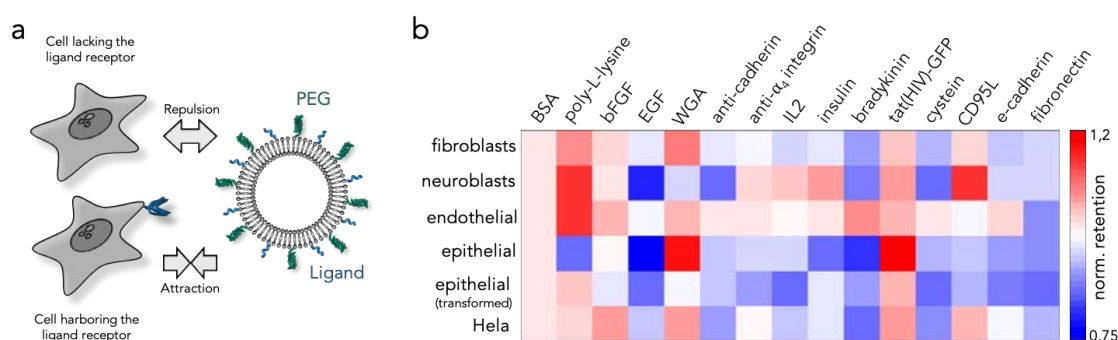 a
Cell lacking the
ligand receptor
Repulsion
PEG
Ligand
Attraction
Cell harboring the
ligand receptor
b
BSA
poly-L-lysine
bFGF
EGF
WGA
anti-cadherin
anti-α₄ integrin
IL2
insulin
bradykinin
tat(HIV)-GFP
cystein
CD95L
e-cadherin
fibronectin
fibroblasts
neuroblasts
endothelial
epithelial
epithelial
(transformed)
Hela
1,2
norm. retention
0.75